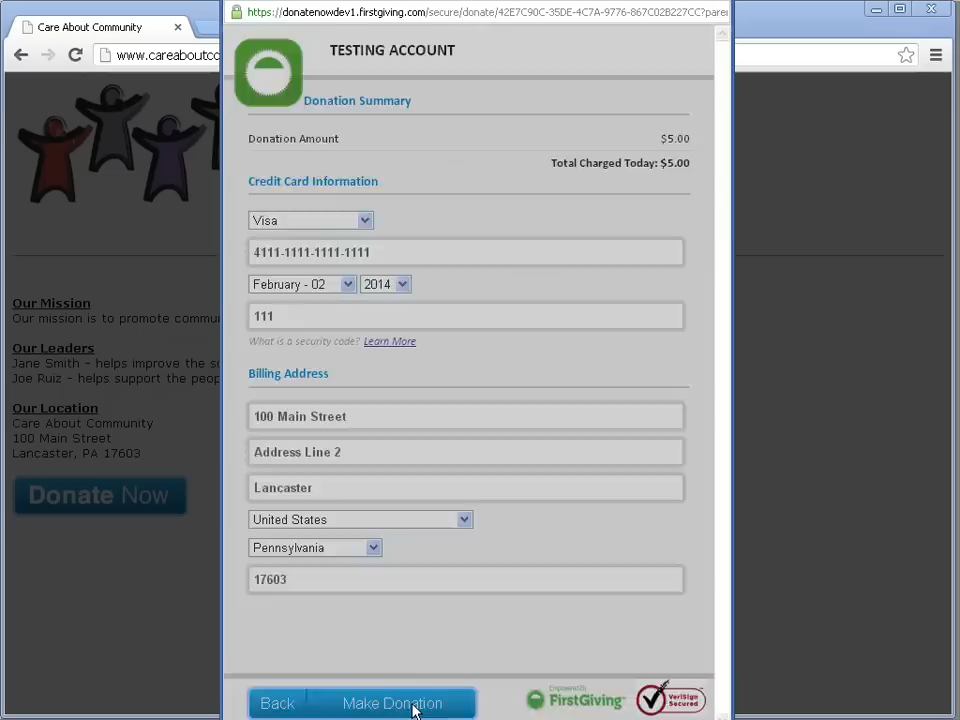 Care About Community
www.careaboutco
https://donatenowdev1.firstgiving.com/secure/donate/42E7C90C-35DE-4C7A-9776-867C02B227CC?paren
TESTING ACCOUNT
Donation Summary
Donation Amount $5.00
Total Charged Today: $5.00
Credit Card Information
Visa
4111-1111-1111-1111
February - 02 2014
111
What is a security code? Learn More
Billing Address
100 Main Street
Address Line 2
Lancaster
United States
Pennsylvania
17603
Back Make Donation
Empowered by
FirstGiving
VeriSign
Secured
Our Mission
Our mission is to promote commu
Our Leaders
Jane Smith - helps improve the s
Joe Ruiz - helps support the peop
Our Location
Care About Community
100 Main Street
Lancaster, PA 17603
Donate Now